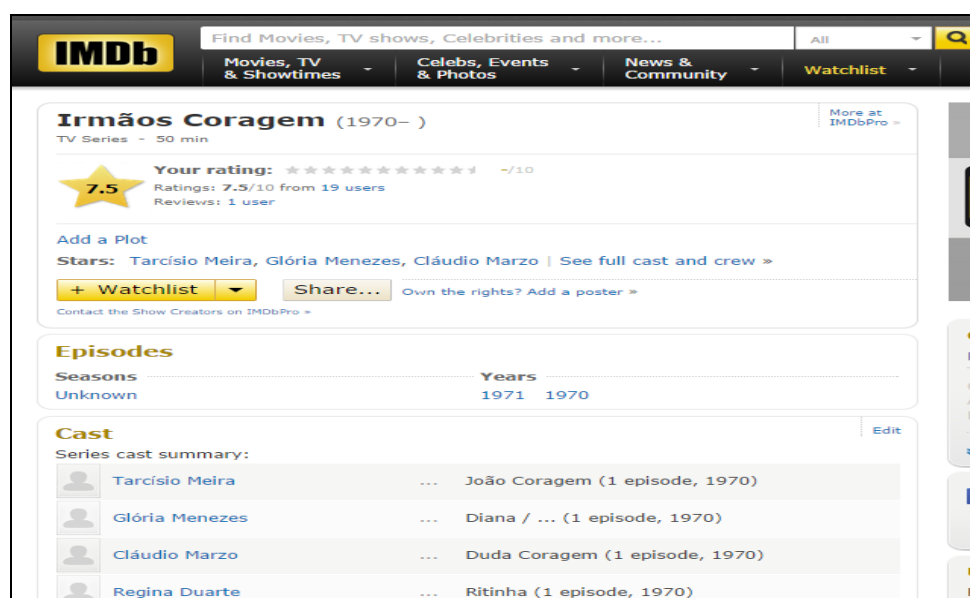 IMDb
Find Movies, TV shows, Celebrities and more...
All
Movies, TV
& Showtimes
Celebs, Events
& Photos
News &
Community
Watchlist
Irmãos Coragem (1970– )
More at
IMDbPro »
TV Series - 50 min
7.5
Your rating: -/10
Ratings: 7.5/10 from 19 users
Reviews: 1 user
Add a Plot
Stars: Tarcísio Meira, Glória Menezes, Cláudio Marzo | See full cast and crew »
+ Watchlist
Share...
Own the rights? Add a poster »
Contact the Show Creators on IMDbPro »
Episodes
Seasons
Years
Unknown
1971 1970
Cast
Edit
Series cast summary:
Tarcísio Meira ... João Coragem (1 episode, 1970)
Glória Menezes ... Diana / ... (1 episode, 1970)
Cláudio Marzo ... Duda Coragem (1 episode, 1970)
Regina Duarte ... Ritinha (1 episode, 1970)